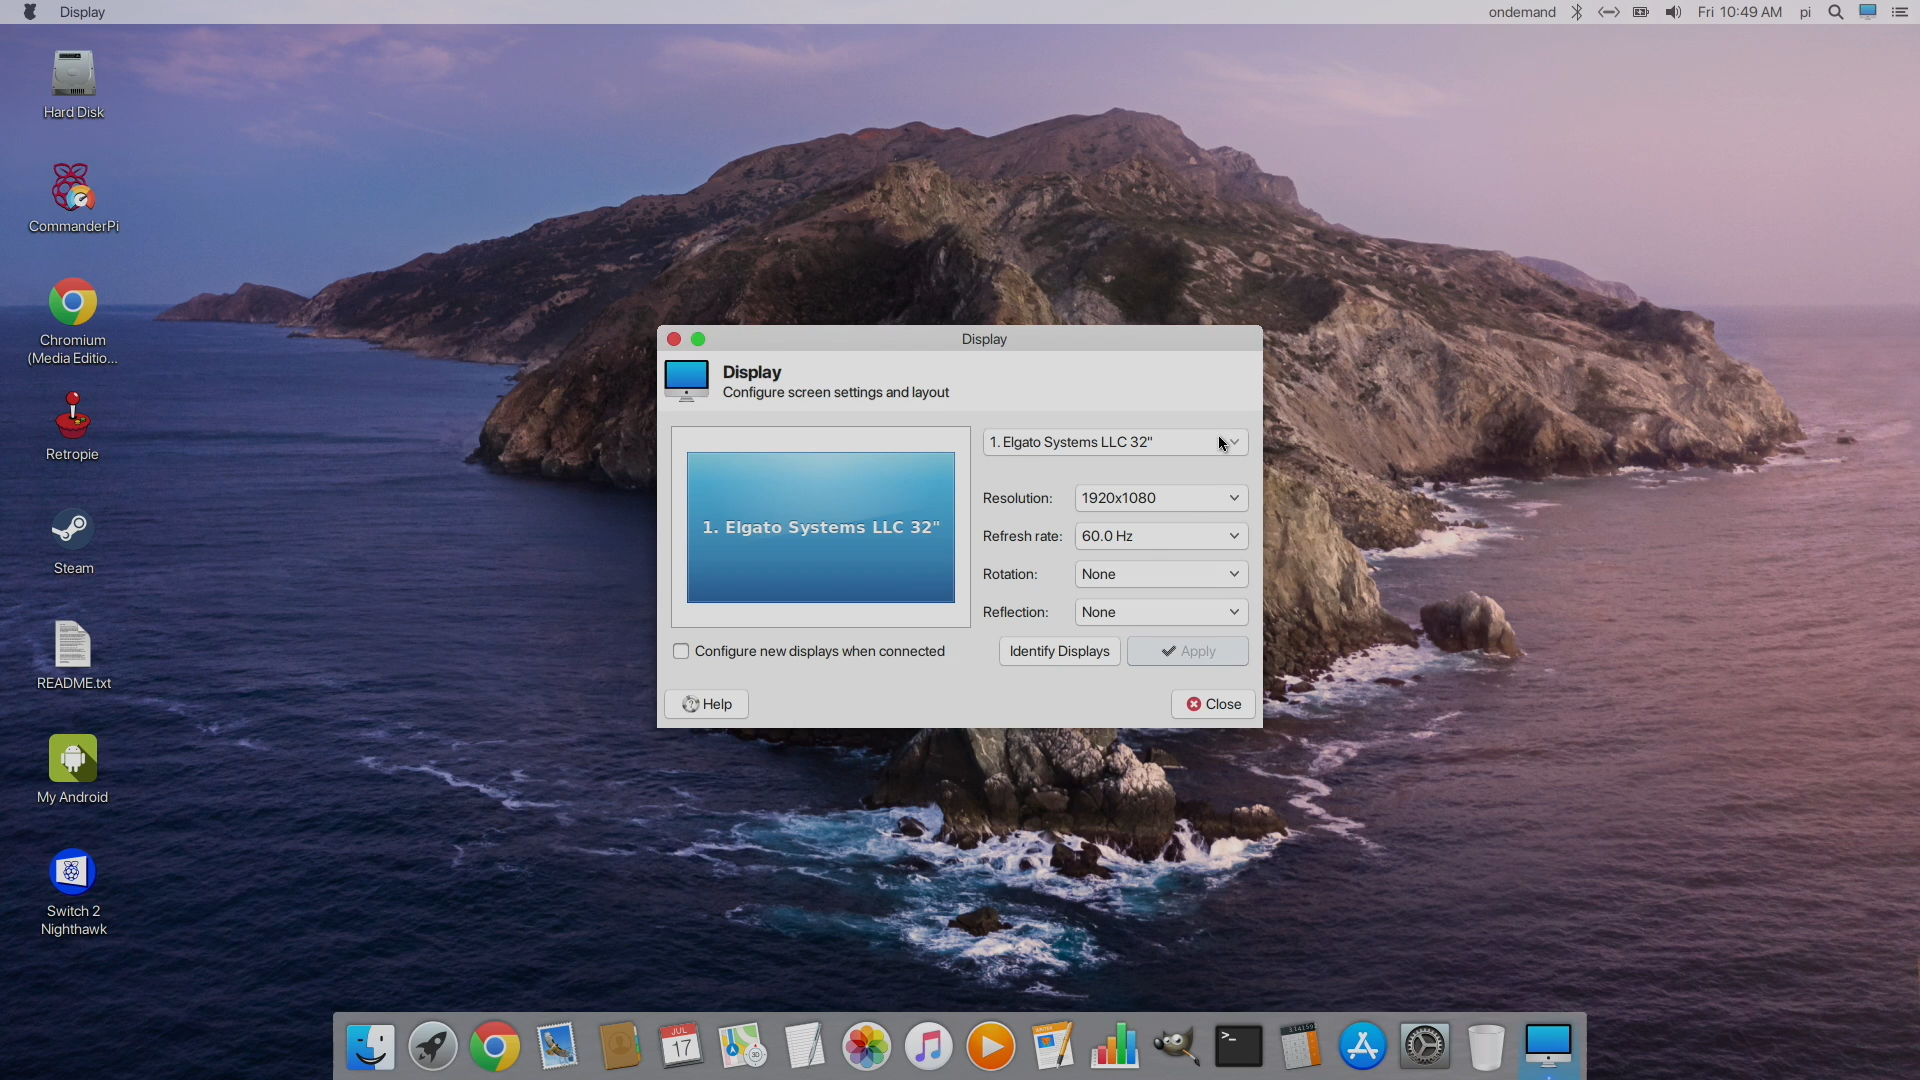 Display
ondemand
Fri 10:49 AM
pi
Hard Disk
CommanderPi
Chromium
(Media Editio...
Retropie
Steam
README.txt
My Android
Switch 2
Nighthawk
Display
Display
Configure screen settings and layout
1. Elgato Systems LLC 32"
1. Elgato Systems LLC 32"
Resolution:
1920x1080
Refresh rate:
60.0 Hz
Rotation:
None
Reflection:
None
Configure new displays when connected
Identify Displays
Apply
Help
Close
JUL
17
3D
>_